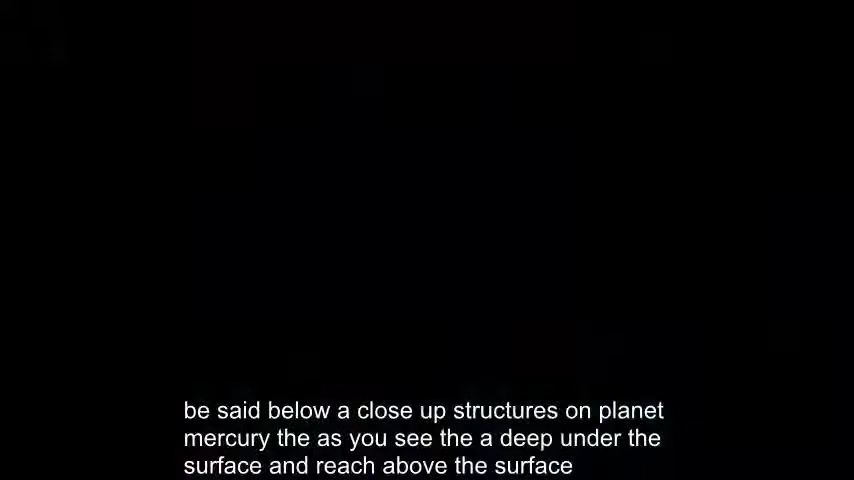 be said below a close up structures on planet
mercury the as you see the a deep under the
surface and reach above the surface